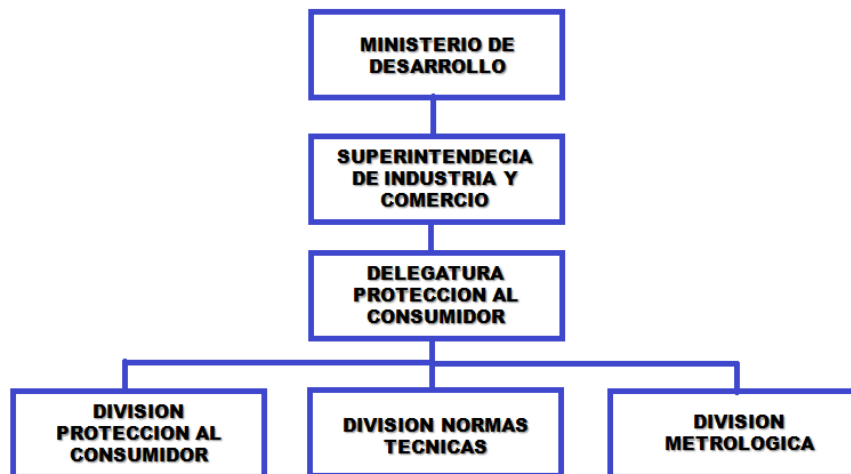 MINISTERIO DE
DESARROLLO
SUPERINTENDECIA
DE INDUSTRIA Y
COMERCIO
DELEGATURA
PROTECCION AL
CONSUMIDOR
DIVISION
PROTECCION AL
CONSUMIDOR
DIVISION NORMAS
TECNICAS
DIVISION
METROLOGICA